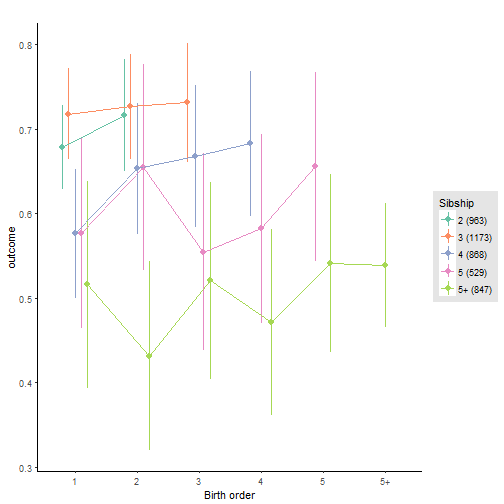 0.8
0.7
0.6
0.5
0.4
0.3
outcome
1 2 3 4 5 5+
Birth order
Sibship
2 (963)
3 (1173)
4 (868)
5 (529)
5+ (847)